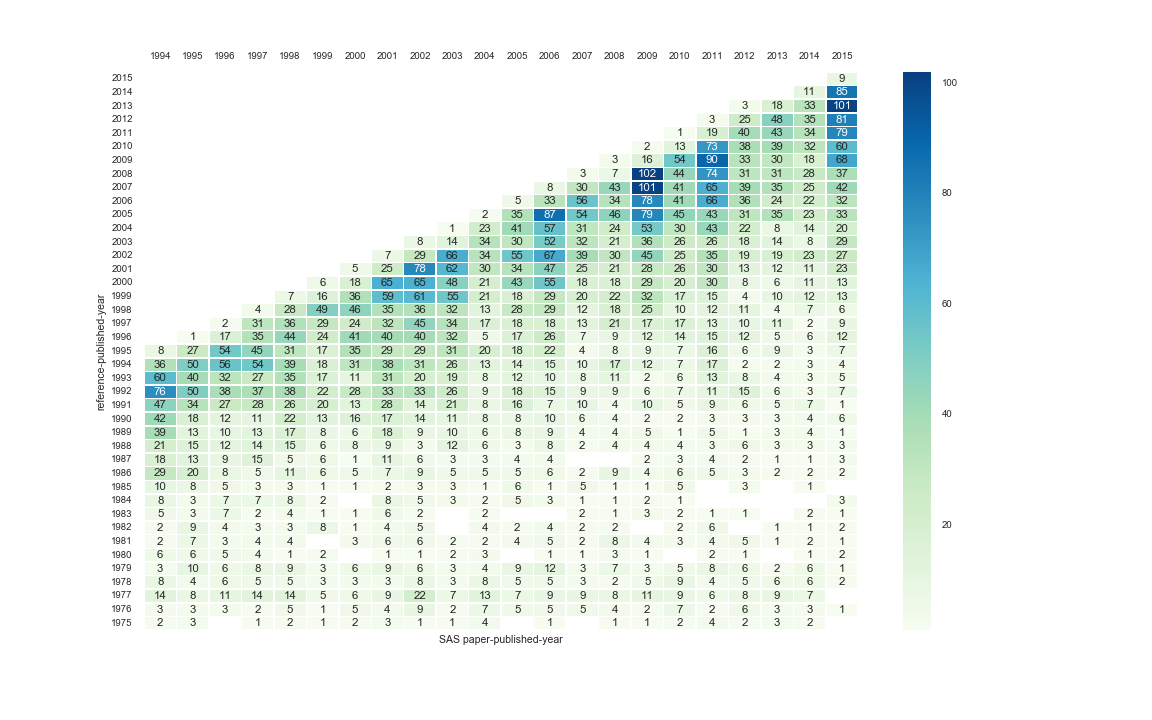 1994 1995 1996 1997 1998 1999 2000 2001 2002 2003 2004 2005 2006 2007 2008 2009 2010 2011 2012 2013 2014 2015
2015 9
2014 11 85
2013 3 18 33 101
2012 3 25 48 35 81
2011 1 19 40 43 34 79
2010 2 13 73 38 39 32 60
2009 3 16 54 90 33 30 18 68
2008 3 7 102 44 74 31 31 28 37
2007 8 30 43 101 41 65 39 35 25 42
2006 5 33 56 34 78 41 66 36 24 22 32
2005 2 35 87 54 46 79 45 43 31 35 23 33
2004 1 23 41 57 31 24 53 30 43 22 8 14 20
2003 8 14 34 30 52 32 21 36 26 26 18 14 8 29
2002 7 29 66 34 55 67 39 30 45 25 35 19 19 23 27
2001 5 25 78 62 30 34 47 25 21 28 26 30 13 12 11 23
2000 6 18 65 65 48 21 43 55 18 18 29 20 30 8 6 11 13
1999 7 16 36 59 61 55 21 18 29 20 22 32 17 15 4 10 12 13
1998 4 28 49 46 35 36 32 13 28 29 12 18 25 10 12 11 4 7 6
1997 2 31 36 29 24 32 45 34 17 18 18 13 21 17 17 13 10 11 2 9
1996 1 17 35 44 24 41 40 40 32 5 17 26 7 9 12 14 15 12 5 6 12
1995 8 27 54 45 31 17 35 29 29 31 20 18 22 4 8 9 7 16 6 9 3 7
1994 36 50 56 54 39 18 31 38 31 26 13 14 15 10 17 12 7 17 2 2 3 4
1993 60 40 32 27 35 17 11 31 20 19 8 12 10 8 11 2 6 13 8 4 3 5
1992 76 50 38 37 38 22 28 33 33 26 9 18 15 9 9 6 7 11 15 6 3 7
1991 47 34 27 28 26 20 13 28 14 21 8 16 7 10 4 10 5 9 6 5 7 1
1990 42 18 12 11 22 13 16 17 14 11 8 8 10 6 4 2 2 3 3 3 4 6
1989 39 13 10 13 17 8 6 18 9 10 6 8 9 4 4 5 1 5 1 3 4 1
1988 21 15 12 14 15 6 8 9 3 12 6 3 8 2 4 4 4 3 6 3 3 3
1987 18 13 9 15 5 6 1 11 6 3 3 4 4 2 3 4 2 1 1 3
1986 29 20 8 5 11 6 5 7 9 5 5 5 6 2 9 4 6 5 3 2 2 2
1985 10 8 5 3 3 1 1 2 3 3 1 6 1 5 1 1 5 3 1
1984 8 3 7 7 8 2 8 5 3 2 5 3 1 1 2 1 3
1983 5 3 7 2 4 1 1 6 2 2 2 1 3 2 1 1 2 1
1982 2 9 4 3 3 8 1 4 5 4 2 4 2 2 2 6 1 1 2
1981 2 7 3 4 4 3 6 6 2 2 4 5 2 8 4 3 4 5 1 2 1
1980 6 6 5 4 1 2 1 1 2 3 1 1 3 1 2 1 1 2
1979 3 10 6 8 9 3 6 9 6 3 4 9 12 3 7 3 5 8 6 2 6 1
1978 8 4 6 5 5 3 3 3 8 3 8 5 5 3 2 5 9 4 5 6 6 2
1977 14 8 11 14 14 5 6 9 22 7 13 7 9 9 8 11 9 6 8 9 7
1976 3 3 3 2 5 1 5 4 9 2 7 5 5 5 4 2 7 2 6 3 3 1
1975 2 3 1 2 1 2 3 1 1 4 1 1 1 2 4 2 3 2
reference-published-year
SAS paper-published-year
100
80
60
40
20